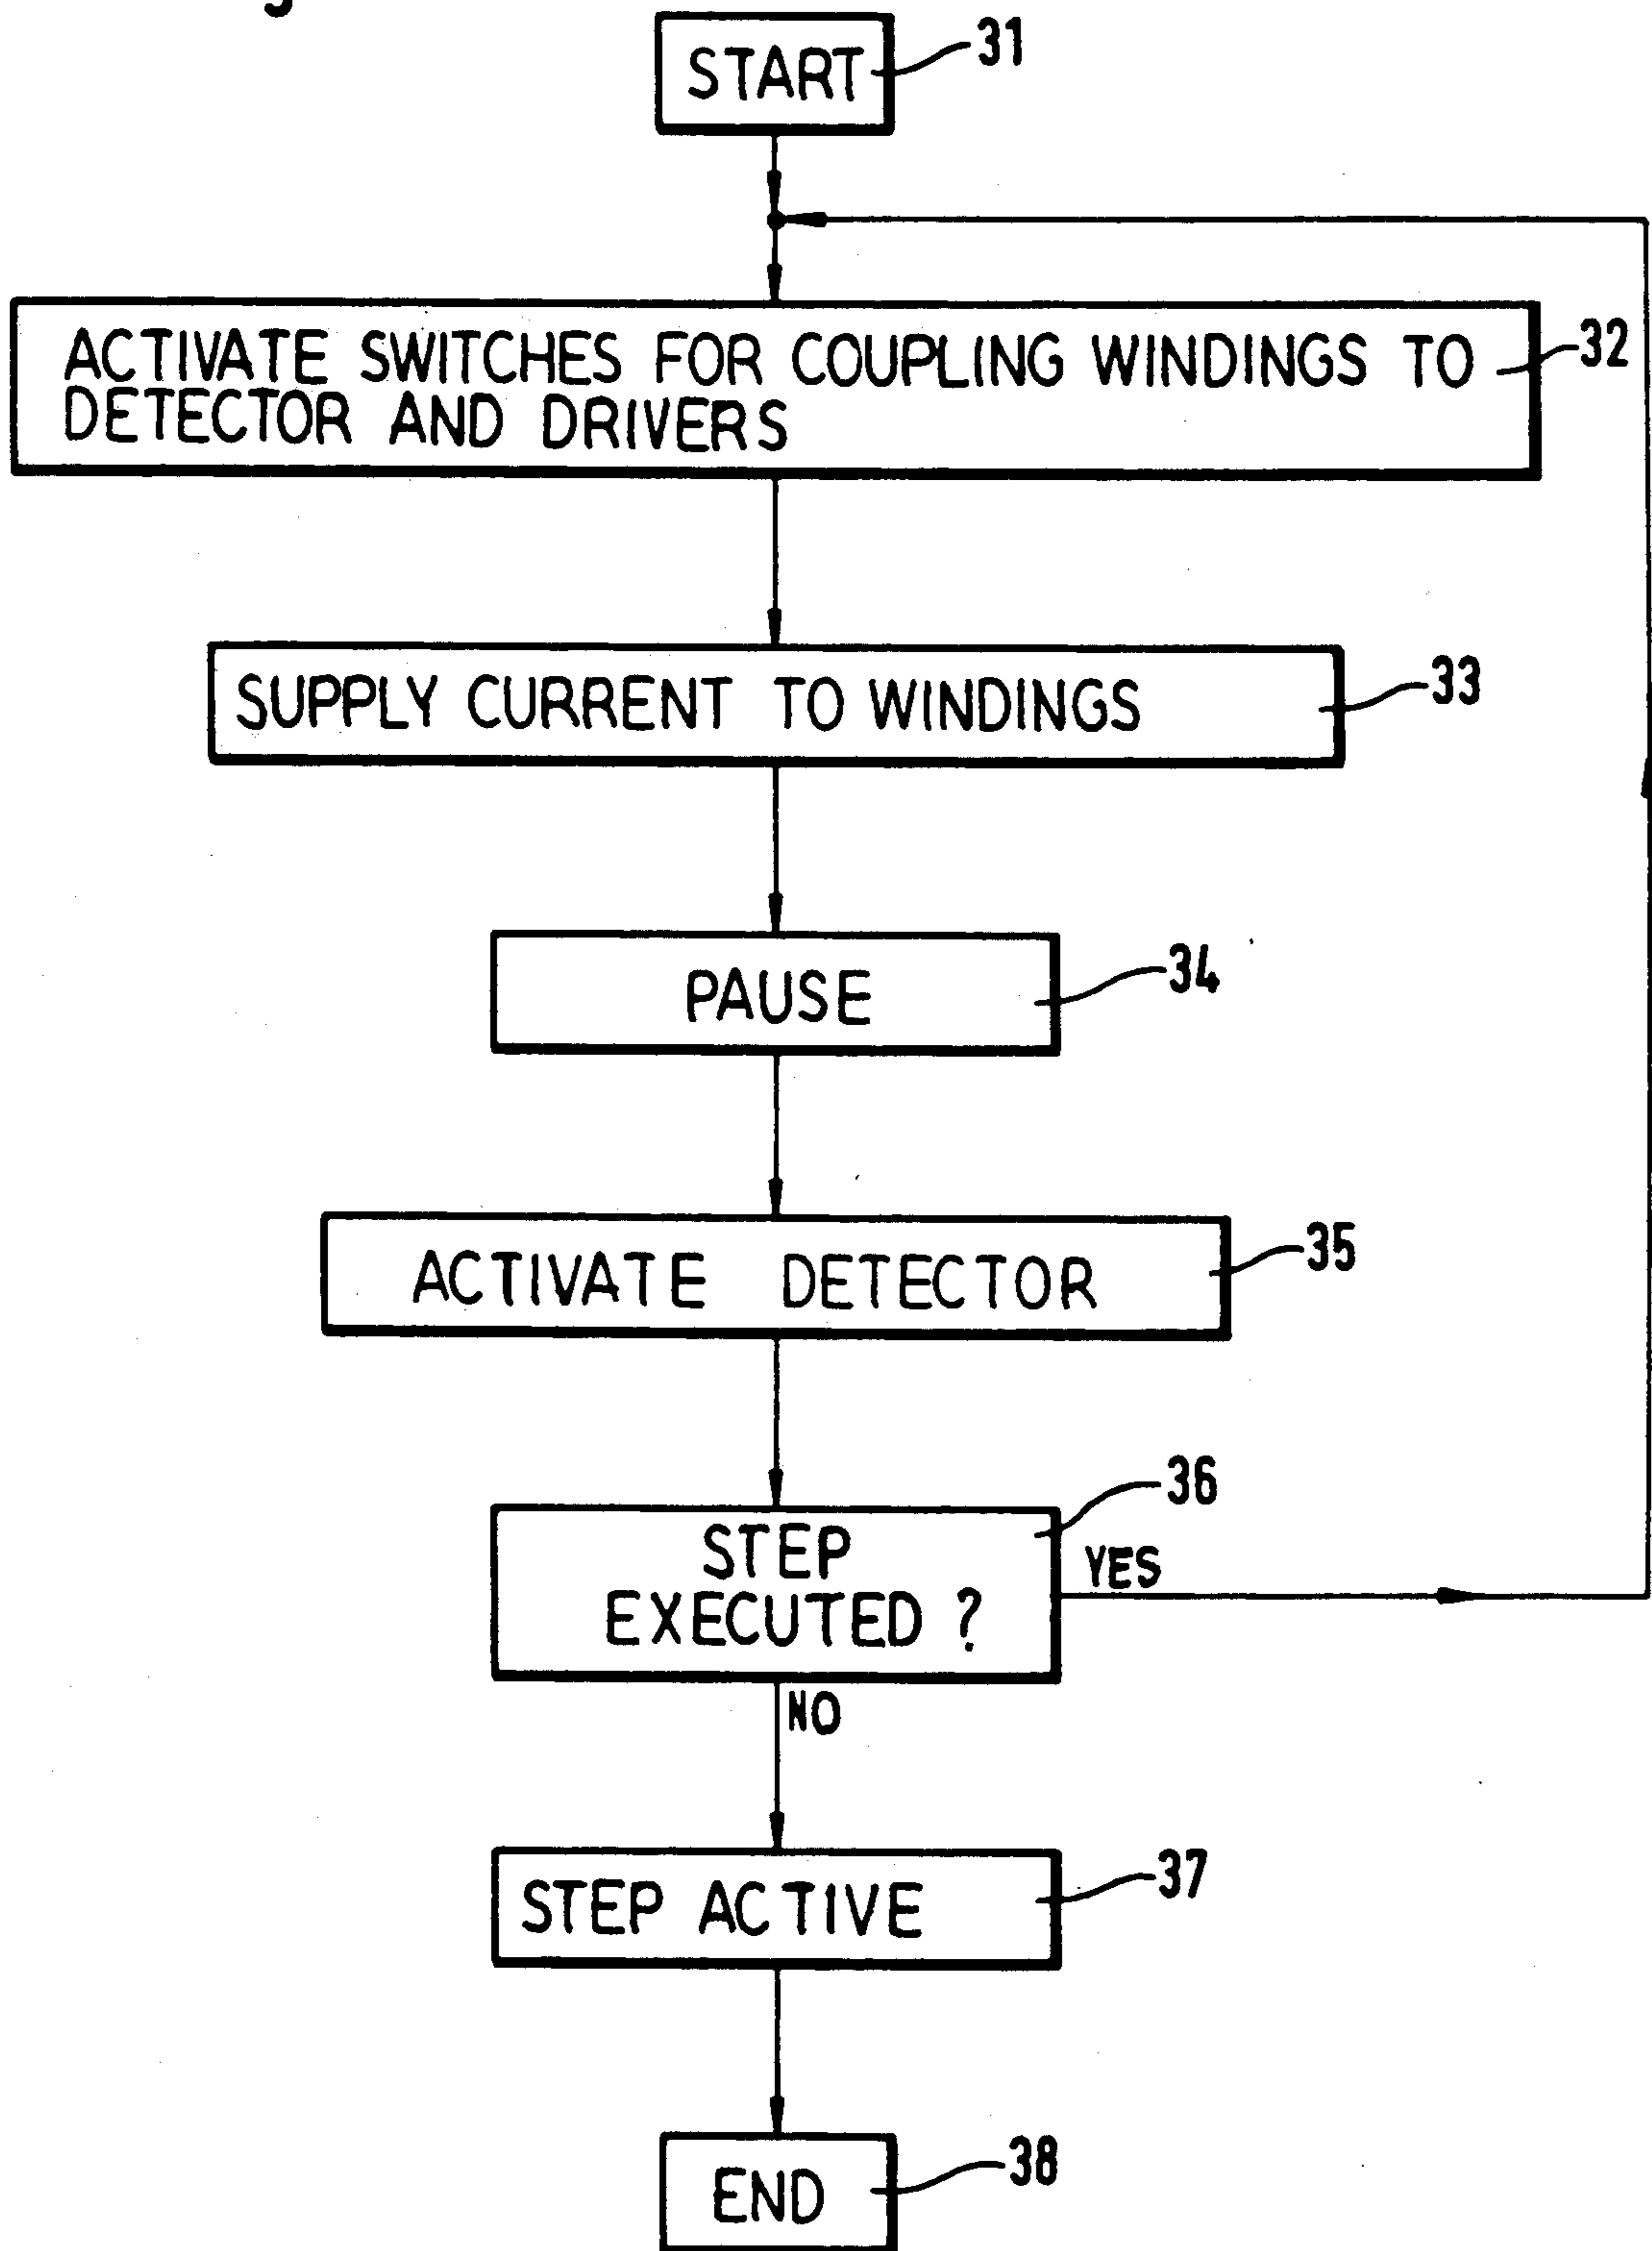 START
31
ACTIVATE SWITCHES FOR COUPLING WINDINGS TO
DETECTOR AND DRIVERS
32
SUPPLY CURRENT TO WINDINGS
33
PAUSE
34
ACTIVATE DETECTOR
35
36
STEP
EXECUTED ?
YES
NO
STEP ACTIVE
37
END
38